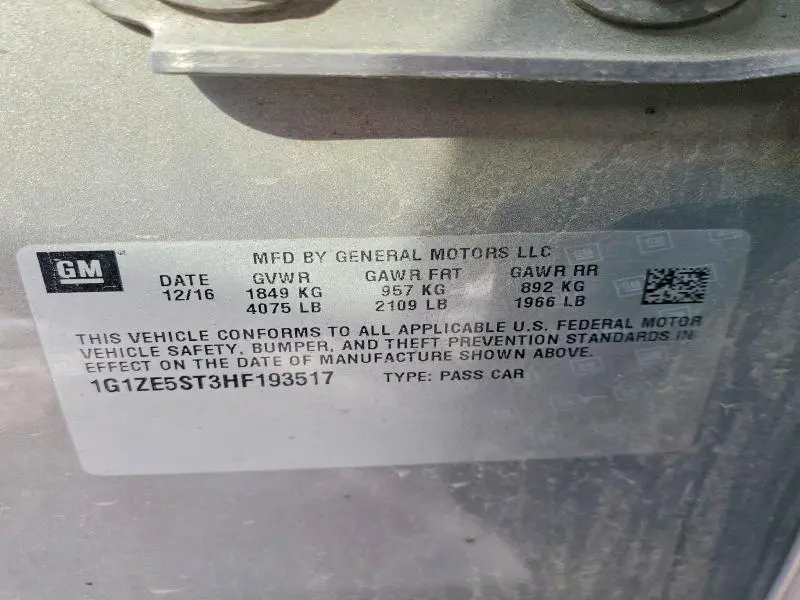 GM
MFD BY GENERAL MOTORS LLC
DATE GVWR GAWR FRT GAWR RR
12/16 1849 KG 957 KG 892 KG
4075 LB 2109 LB 1966 LB
THIS VEHICLE CONFORMS TO ALL APPLICABLE U.S. FEDERAL MOTOR
VEHICLE SAFETY, BUMPER, AND THEFT PREVENTION STANDARDS IN
EFFECT ON THE DATE OF MANUFACTURE SHOWN ABOVE.
1G1ZE5ST3HF193517 TYPE: PASS CAR